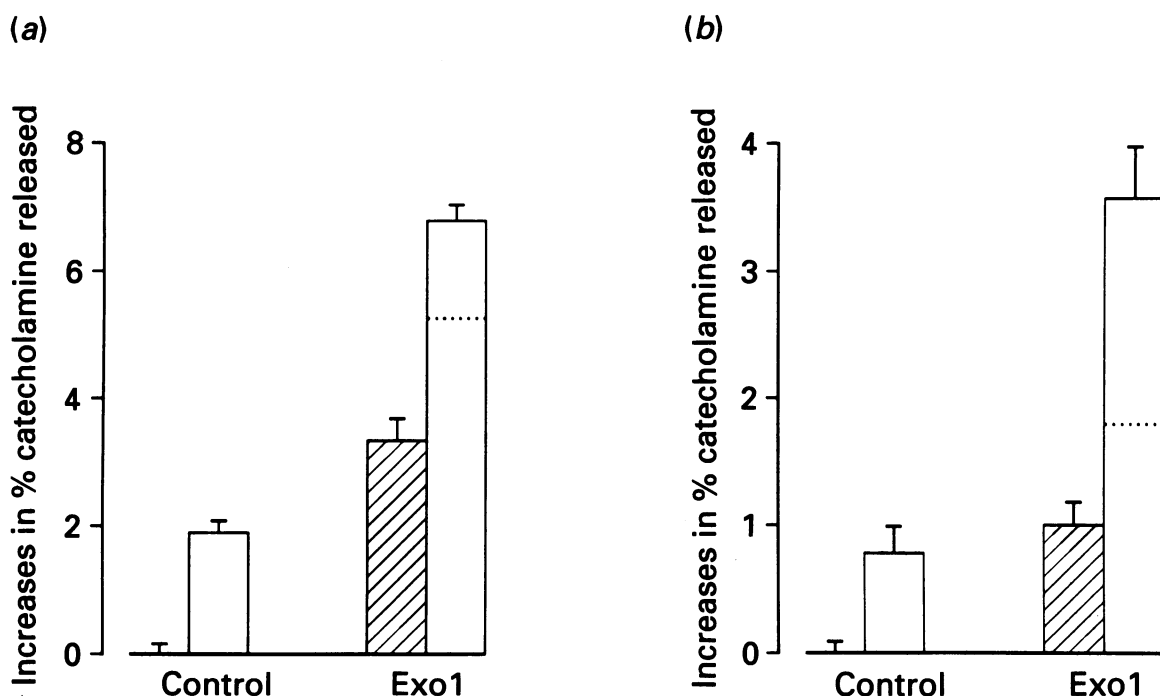 (a)
Increases in % catecholamine released
8
6
4
2
0
Control Exo1
(b)
Increases in % catecholamine released
4
3
2
1
0
Control Exo1